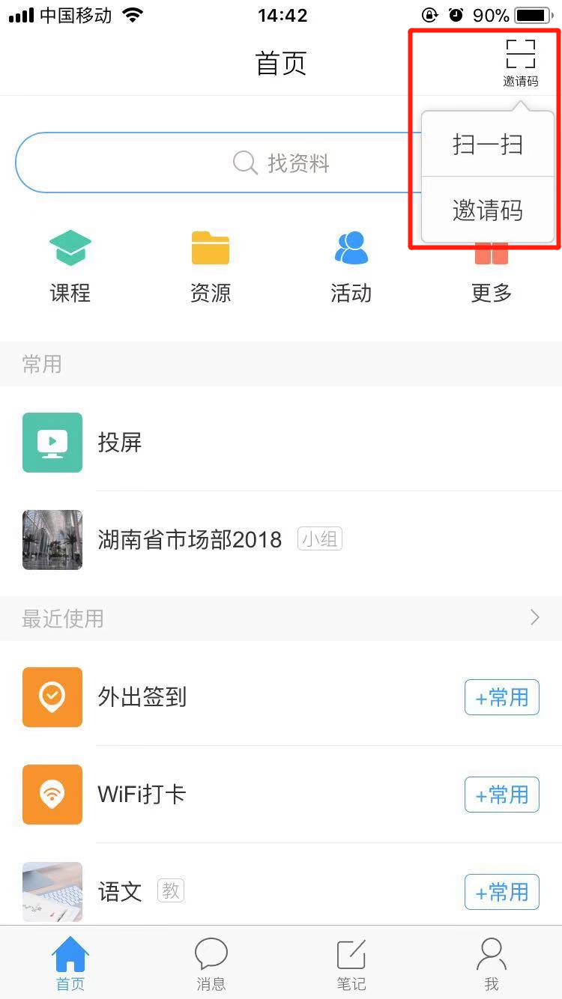 中国移动 14:42 90%
首页
邀请码
扫一扫
找资料
邀请码
课程 资源 活动 更多
常用
投屏
湖南省市场部2018 小组
最近使用
外出签到 +常用
WiFi打卡 +常用
语文 教 +常用
首页 消息 笔记 我